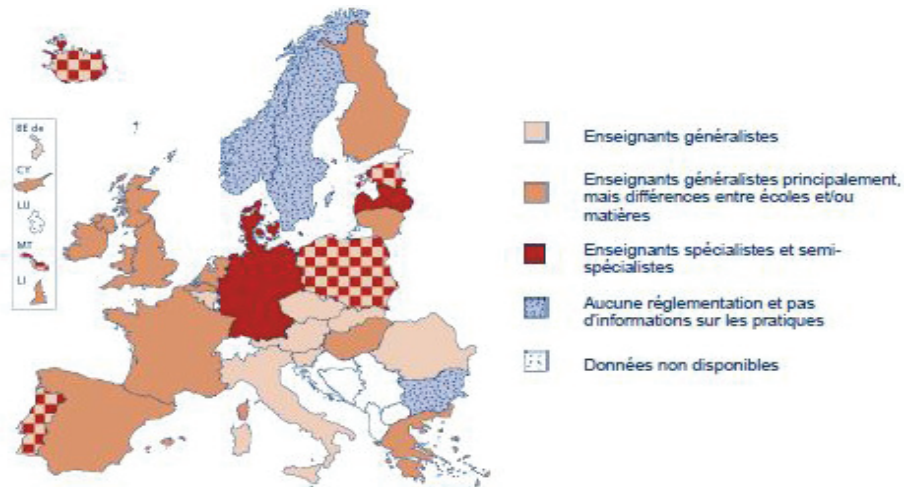 BE de
CY
LU
MT
LI
Enseignants généralistes
Enseignants généralistes principalement,
mais différences entre écoles et/ou
matières
Enseignants spécialistes et semi-
spécialistes
Aucune réglementation et pas
d'informations sur les pratiques
Données non disponibles